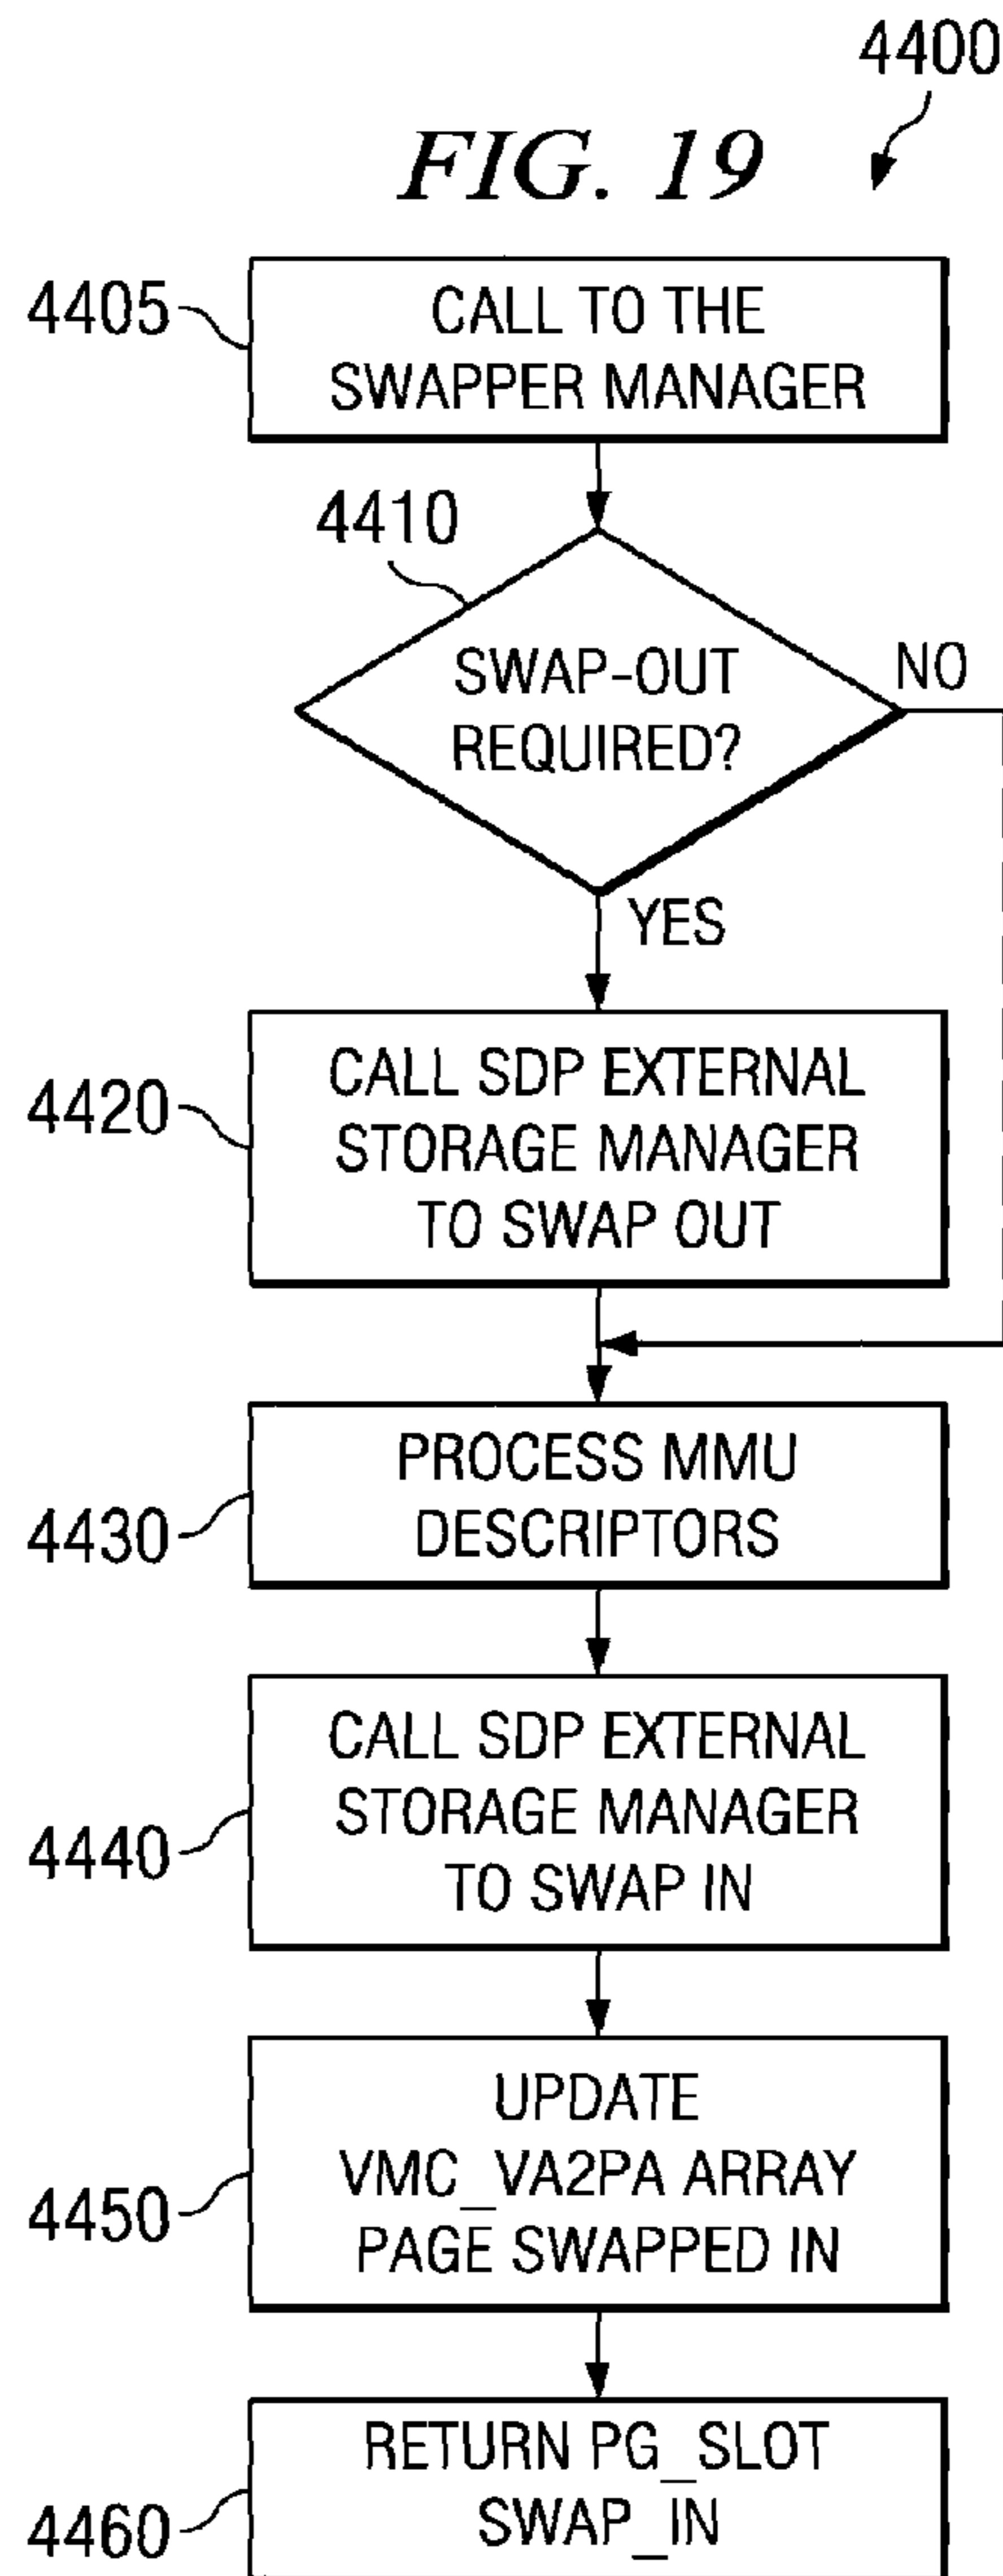 4400
FIG. 19
4405
CALL TO THE
SWAPPER MANAGER
4410
SWAP-OUT
REQUIRED?
NO
YES
4420
CALL SDP EXTERNAL
STORAGE MANAGER
TO SWAP OUT
4430
PROCESS MMU
DESCRIPTORS
4440
CALL SDP EXTERNAL
STORAGE MANAGER
TO SWAP IN
4450
UPDATE
VMC_VA2PA ARRAY
PAGE SWAPPED IN
4460
RETURN PG_SLOT
SWAP_IN